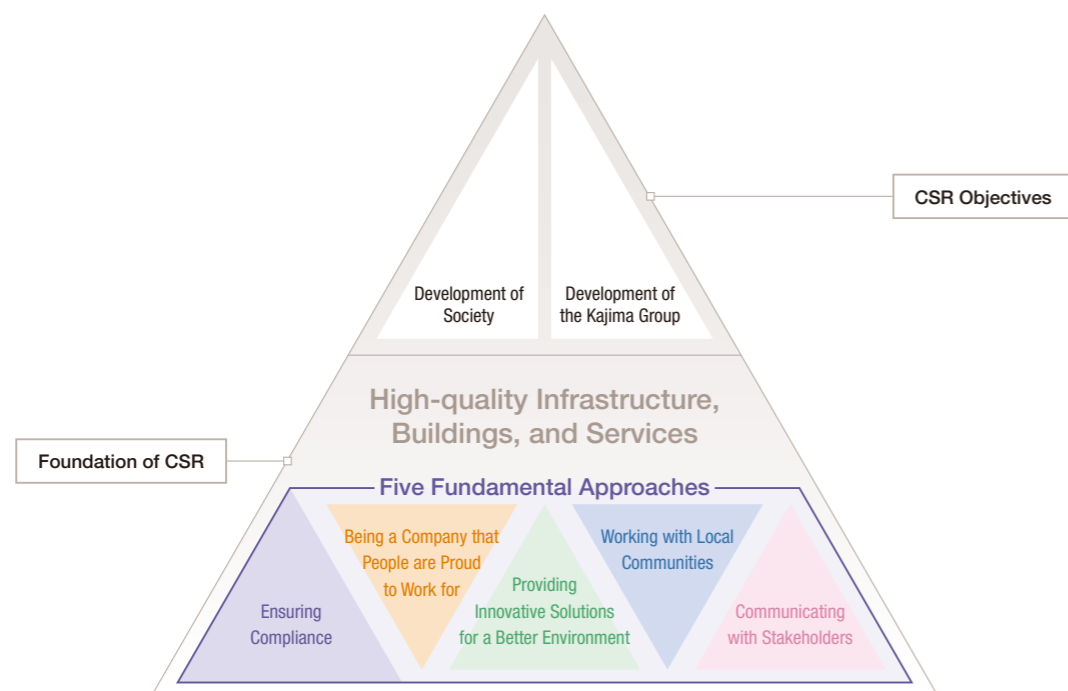 CSR Objectives
Development of
Society
Development of
the Kajima Group
High-quality Infrastructure,
Buildings, and Services
Foundation of CSR
Five Fundamental Approaches
Ensuring
Compliance
Being a Company that
People are Proud
to Work for
Providing
Innovative Solutions
for a Better Environment
Working with Local
Communities
Communicating
with Stakeholders